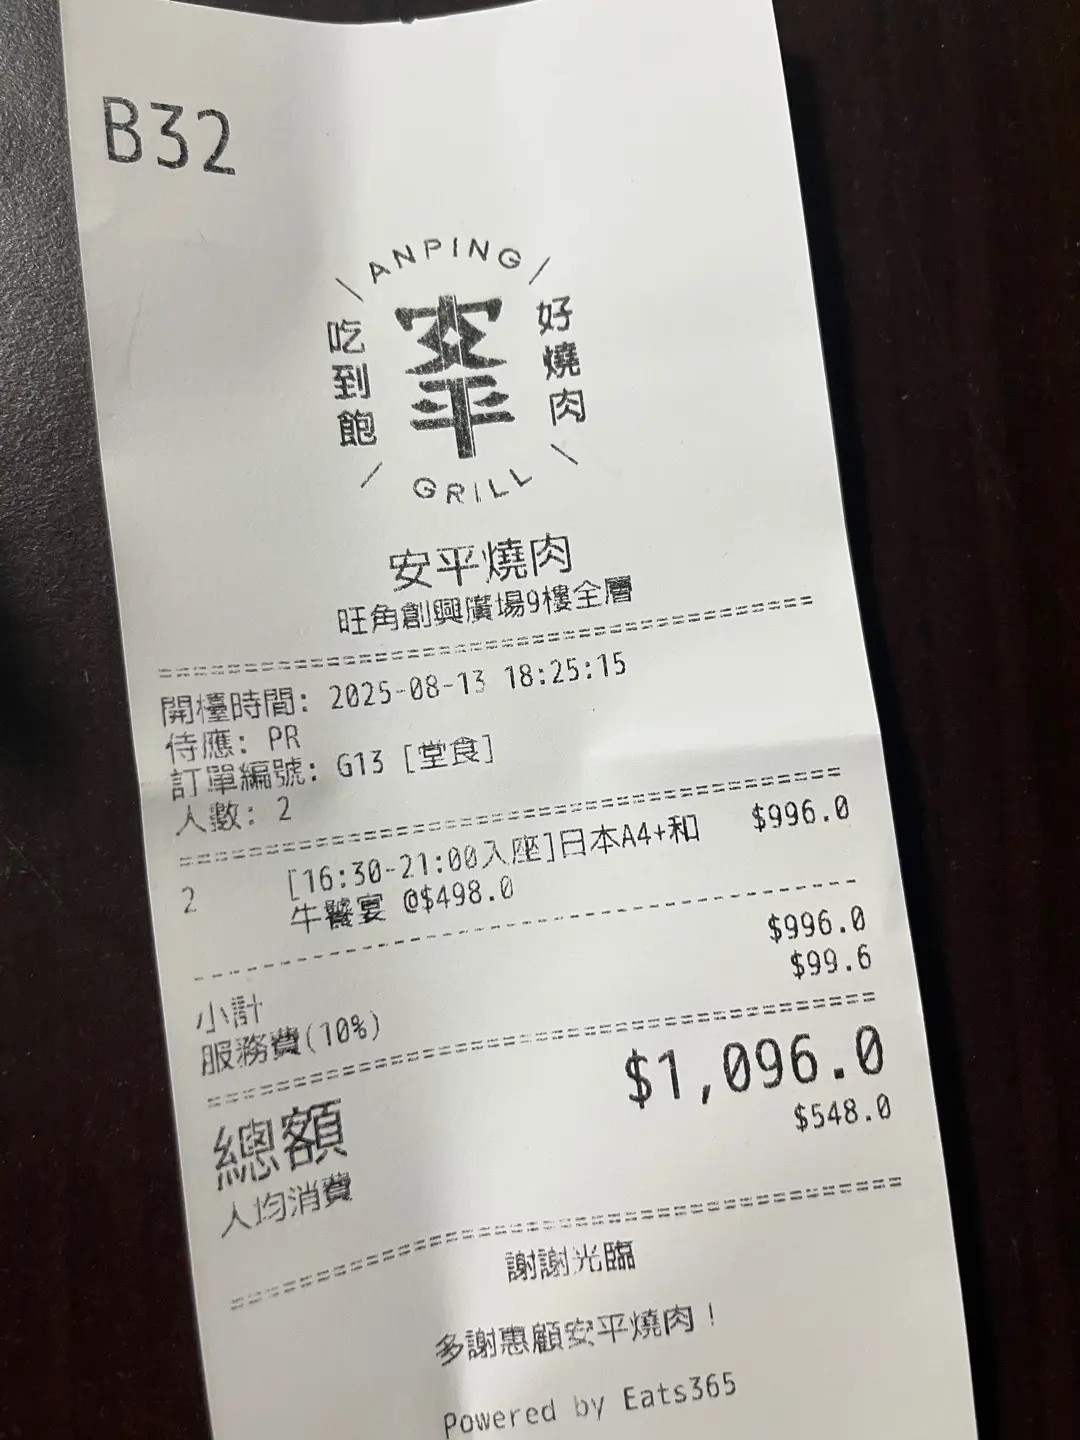 B32
ANPING
吃到飽
安平
好燒肉
GRILL
安平燒肉
旺角創興廣場9樓全層
開檯時間: 2025-08-13 18:25:15
侍應: PR
訂單編號: G13 [堂食]
人數: 2
2 [16:30-21:00入座]日本A4+和 $996.0
牛饗宴 @$498.0
小計 $996.0
服務費(10%) $99.6
總額 $1,096.0
人均消費 $548.0
謝謝光臨
多謝惠顧安平燒肉!
Powered by Eats365